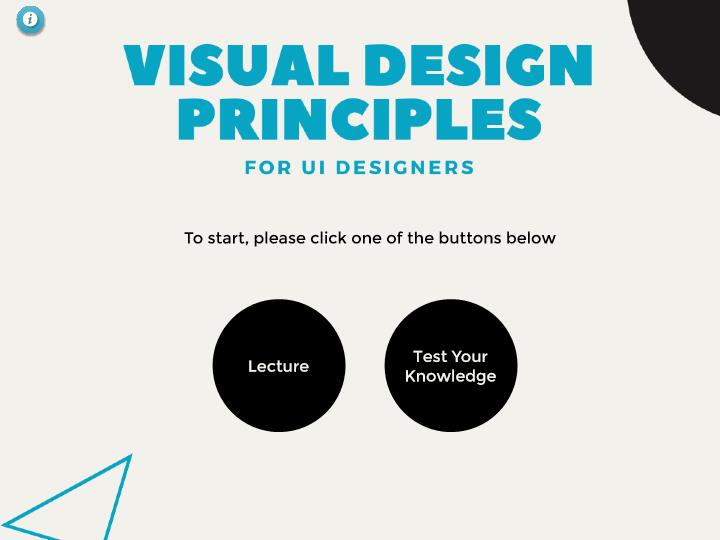 i
VISUAL DESIGN
PRINCIPLES
FOR UI DESIGNERS
To start, please click one of the buttons below
Lecture
Test Your
Knowledge